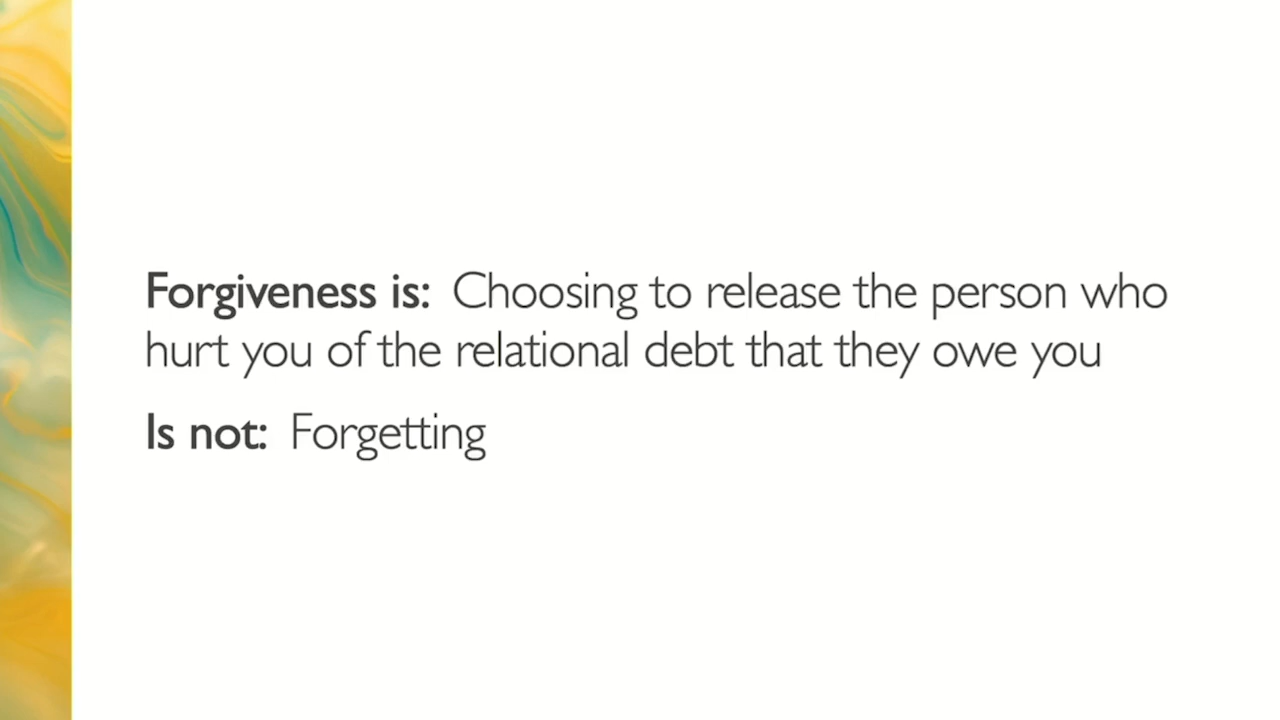 Forgiveness is: Choosing to release the person who
hurt you of the relational debt that they owe you
Is not: Forgetting